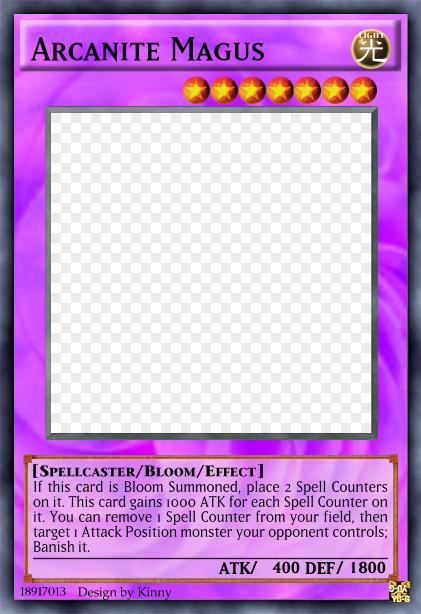 ARCANITE MAGUS
LIGHT
光
[SPELLCASTER/BLOOM/EFFECT]
If this card is Bloom Summoned, place 2 Spell Counters
on it. This card gains 1000 ATK for each Spell Counter on
it. You can remove 1 Spell Counter from your field, then
target 1 Attack Position monster your opponent controls;
Banish it.
ATK/ 400 DEF/ 1800
18917013 Design by Kinny